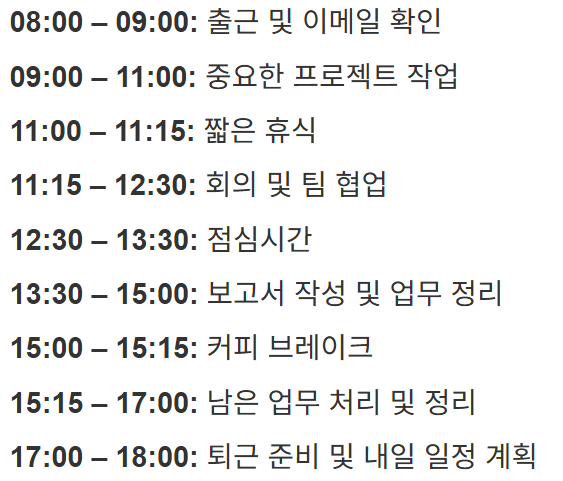 08:00 – 09:00: 출근 및 이메일 확인
09:00 – 11:00: 중요한 프로젝트 작업
11:00 – 11:15: 짧은 휴식
11:15 – 12:30: 회의 및 팀 협업
12:30 – 13:30: 점심시간
13:30 – 15:00: 보고서 작성 및 업무 정리
15:00 – 15:15: 커피 브레이크
15:15 – 17:00: 남은 업무 처리 및 정리
17:00 – 18:00: 퇴근 준비 및 내일 일정 계획